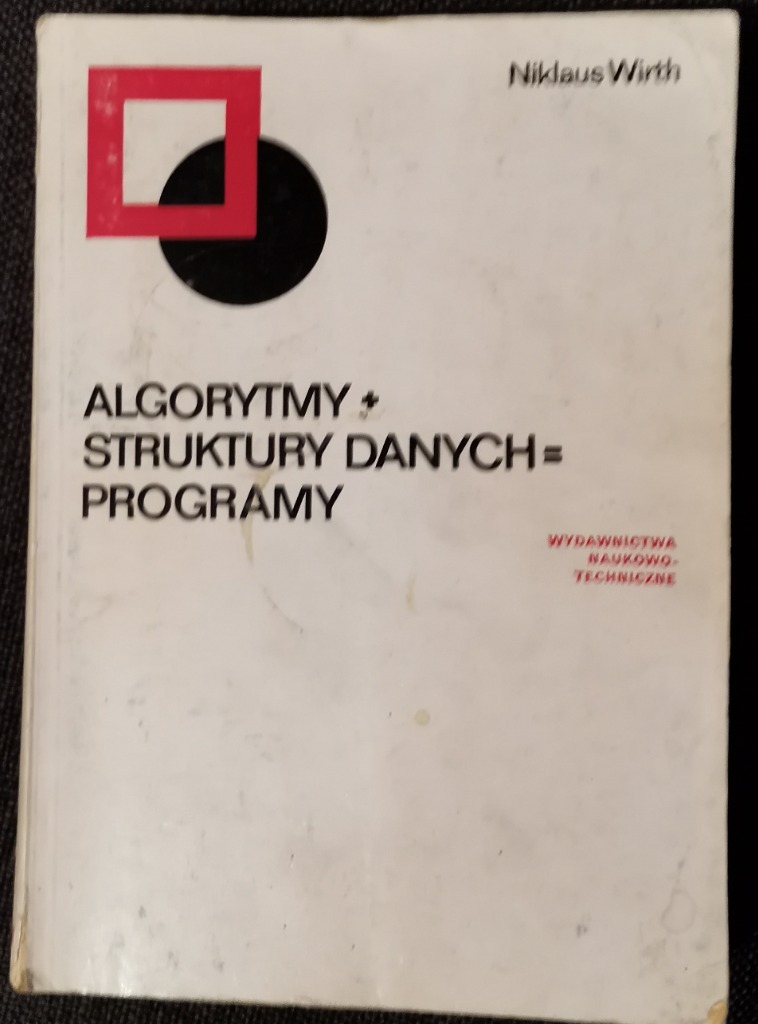 Niklaus Wirth
ALGORYTMY +
STRUKTURY DANYCH =
PROGRAMY
WYDAWNICTWA
NAUKOWO-
TECHNICZNE